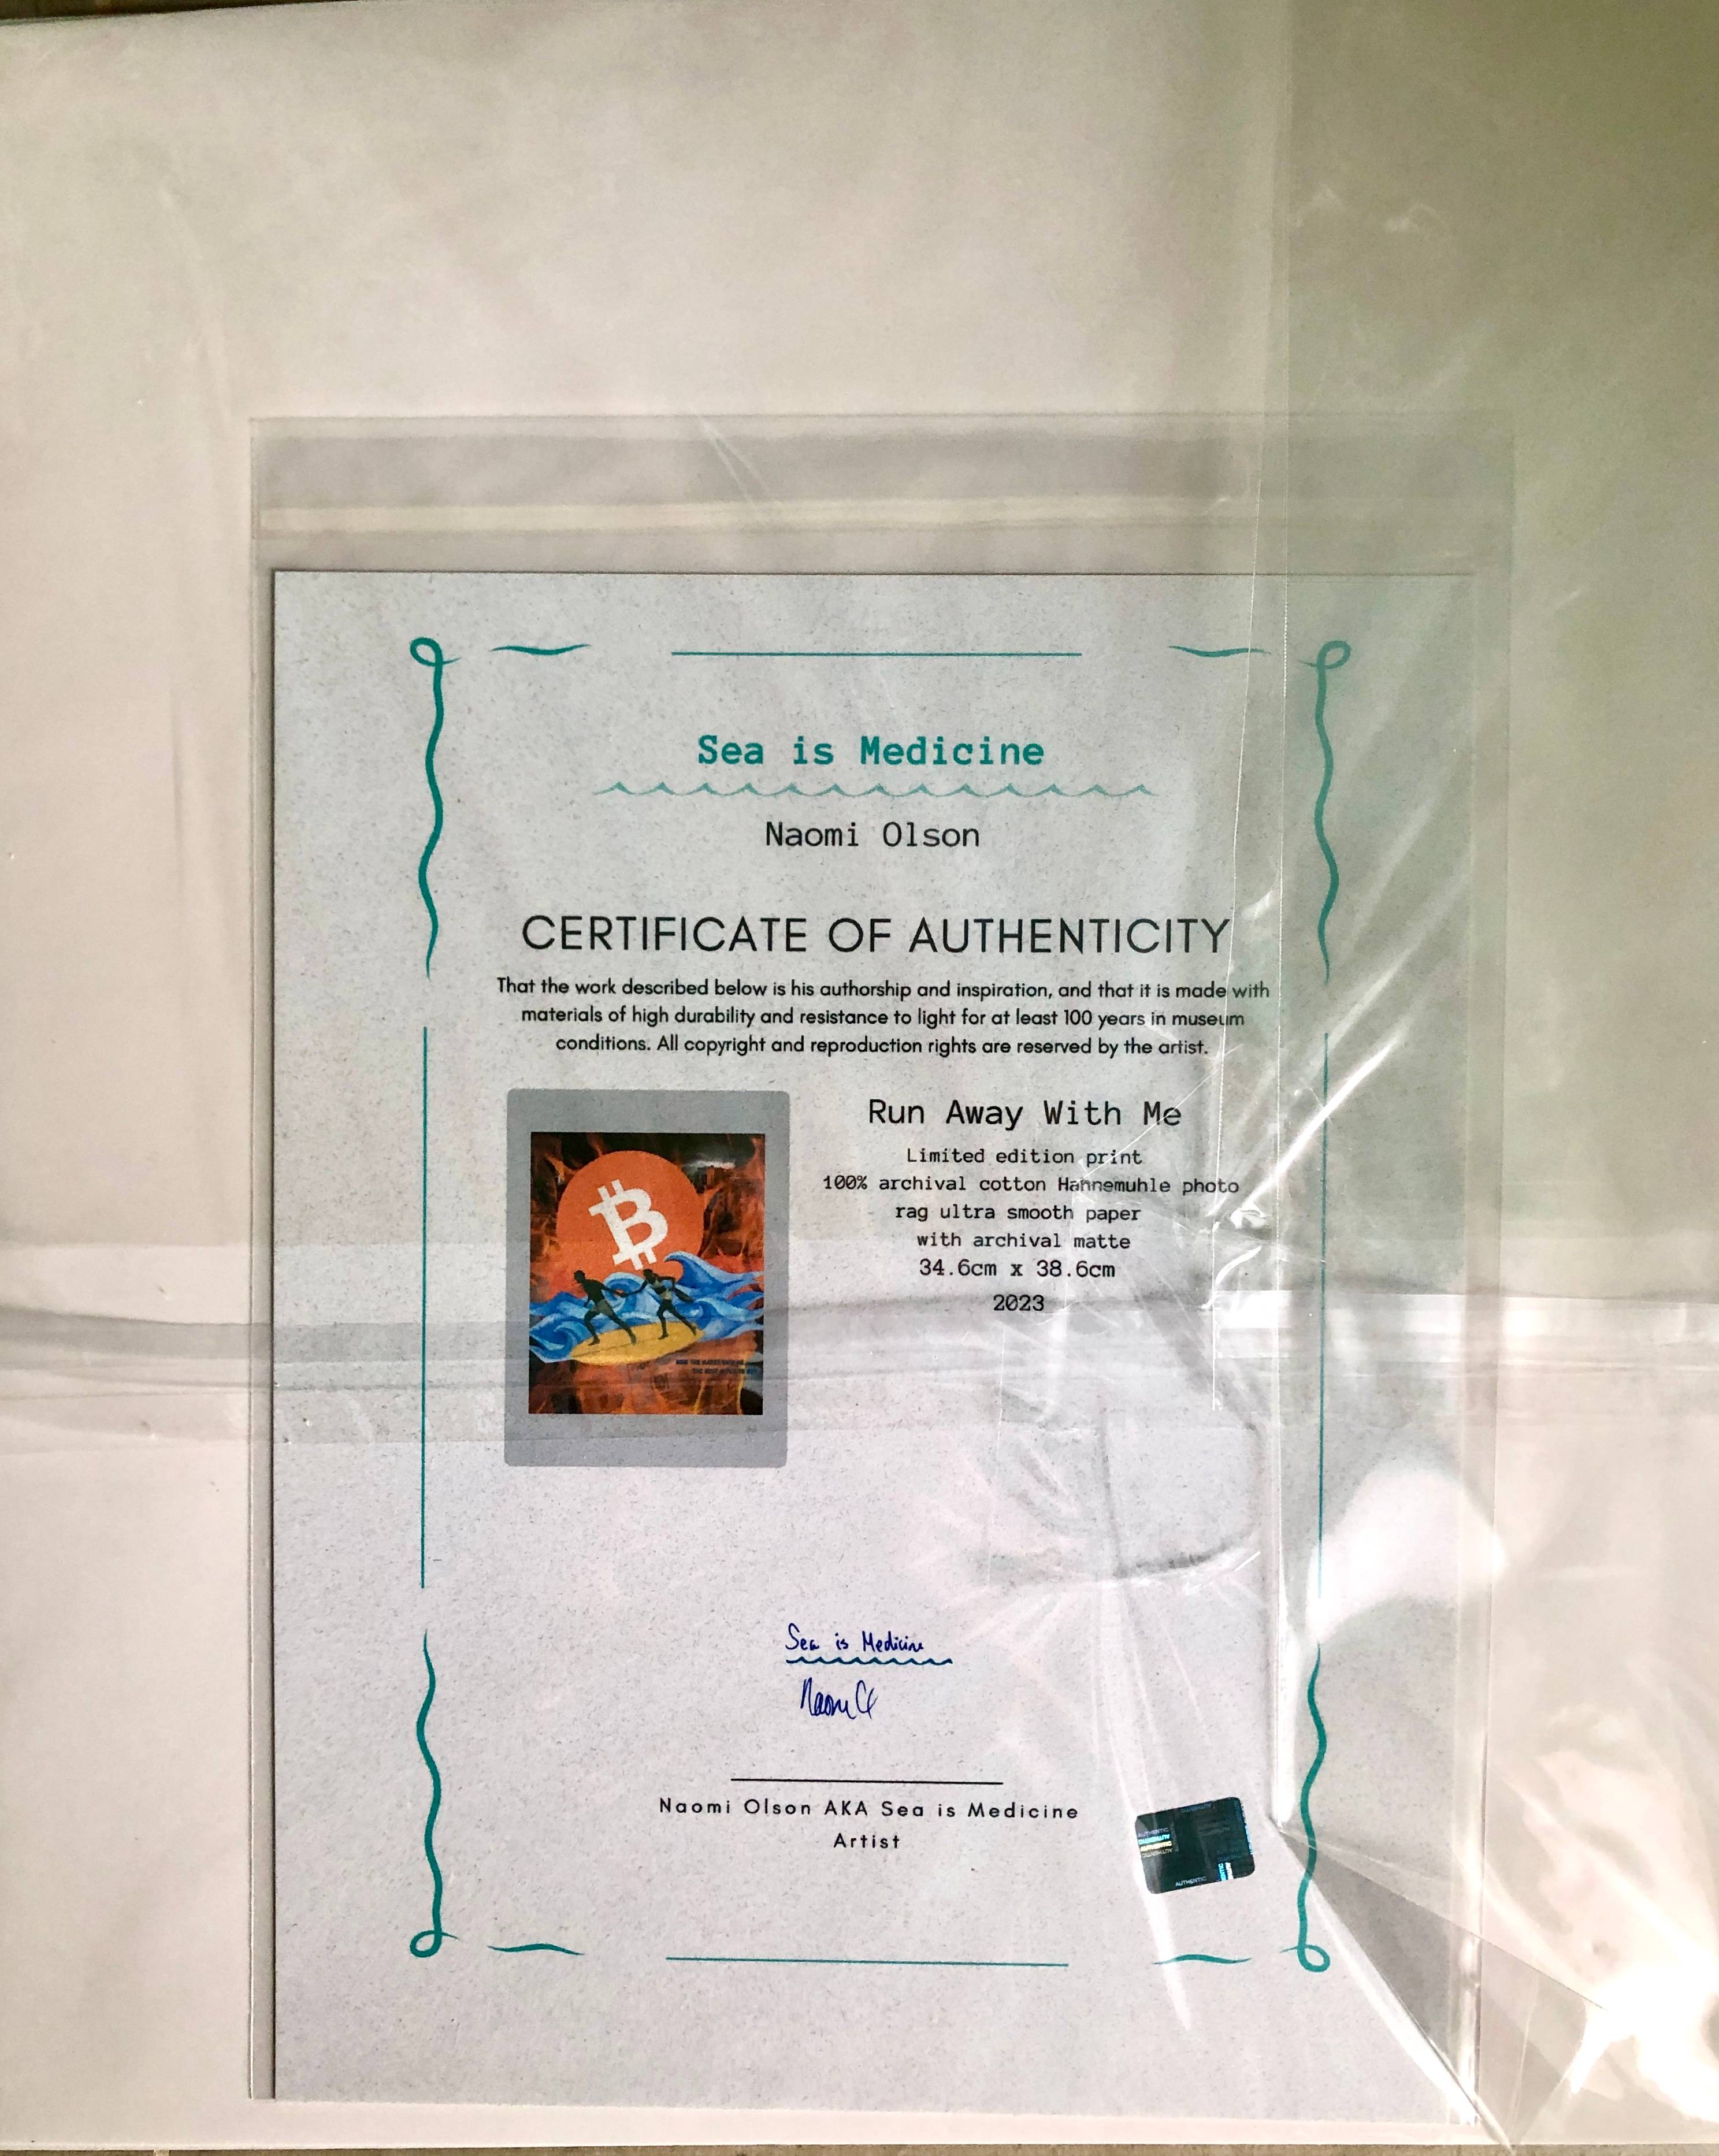 Sea is Medicine
Naomi Olson
CERTIFICATE OF AUTHENTICITY
That the work described below is his authorship and inspiration, and that it is made with
materials of high durability and resistance to light for at least 100 years in museum
conditions. All copyright and reproduction rights are reserved by the artist.
Run Away With Me
Limited edition print
100% archival cotton Hahnemuhle photo
rag ultra smooth paper
with archival matte
34.6cm x 38.6cm
2023
Sea is Medicine
Naomi Olson AKA Sea is Medicine
Artist
AUTHENTIC
AUTHENTIC
AUTHENTIC